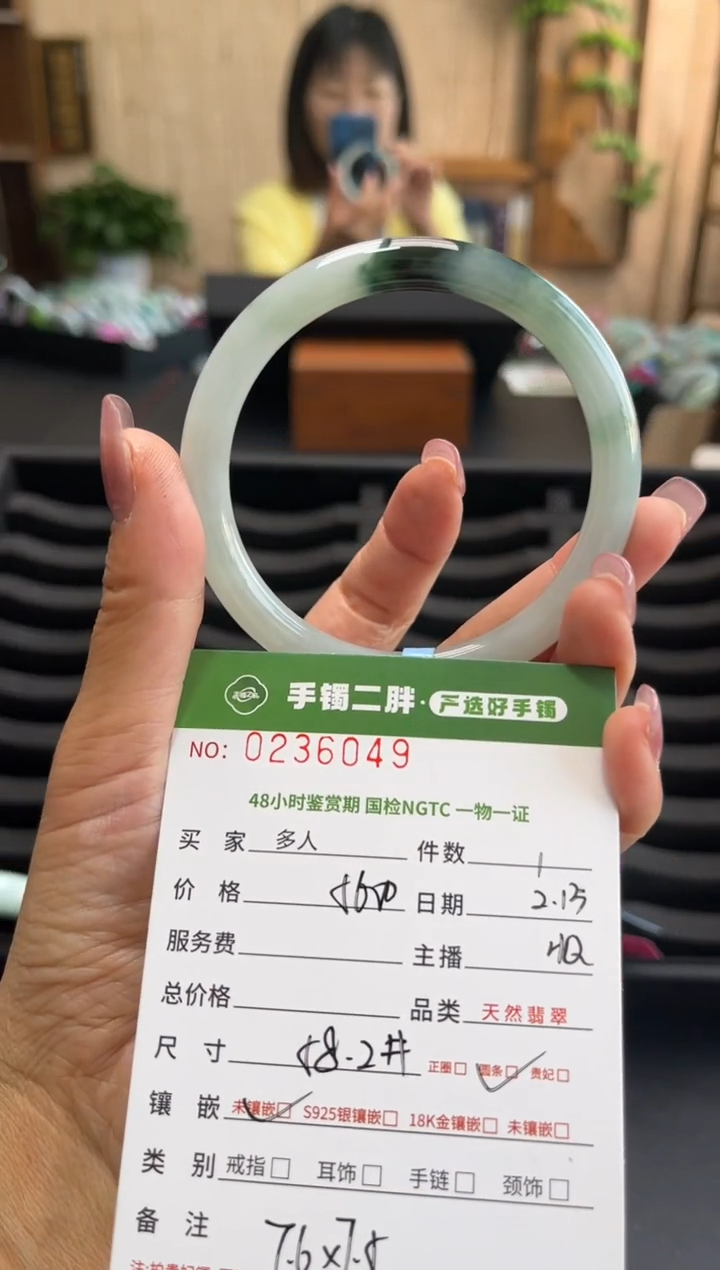 手镯二胖·严选好手镯
NO: 0236049
48小时鉴赏期 国检NGTC 一物一证
买 家 多人 件数 1
价 格 日期 2.15
服务费 主播 HQ
总价格 品类 天然翡翠
尺 寸 58.2# 正圈□ 圆条□ 贵妃□
镶 嵌 未镶嵌□ S925银镶嵌□ 18K金镶嵌□ 未镶嵌□
类 别 戒指□ 耳饰□ 手链□ 颈饰□
备 注 7.6×7.5